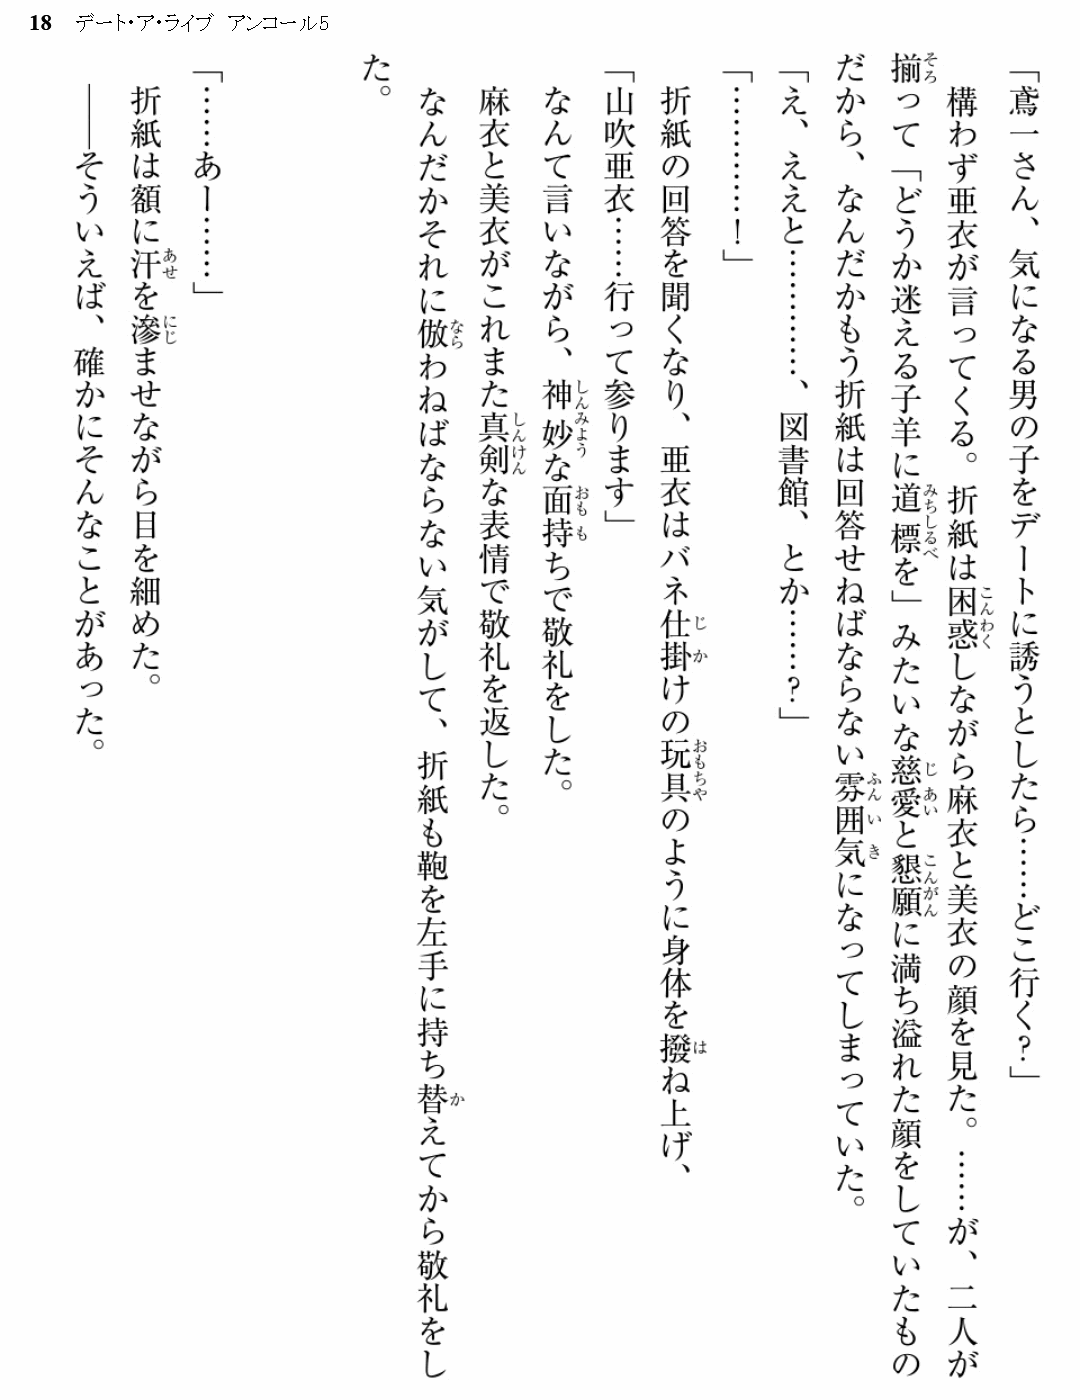 18 デート・ア・ライブ アンコール5
「鳶一さん、気になる男の子をデートに誘うとしたら……どこ行く?」
構わず亜衣が言ってくる。折紙は困惑しながら麻衣と美衣の顔を見た。……が、二人が
揃って「どうか迷える子羊に道標を」みたいな慈愛と懇願に満ち溢れた顔をしていたもの
だから、なんだかもう折紙は回答せねばならない雰囲気になってしまっていた。
「え、ええと…………、図書館、とか……?」
「…………!」
折紙の回答を聞くなり、亜衣はバネ仕掛けの玩具のように身体を撥ね上げ、
「山吹亜衣……行って参ります」
なんて言いながら、神妙な面持ちで敬礼をした。
麻衣と美衣がこれまた真剣な表情で敬礼を返した。
なんだかそれに倣わねばならない気がして、折紙も鞄を左手に持ち替えてから敬礼をし
た。
「……あー……」
折紙は額に汗を滲ませながら目を細めた。
――そういえば、確かにそんなことがあった。